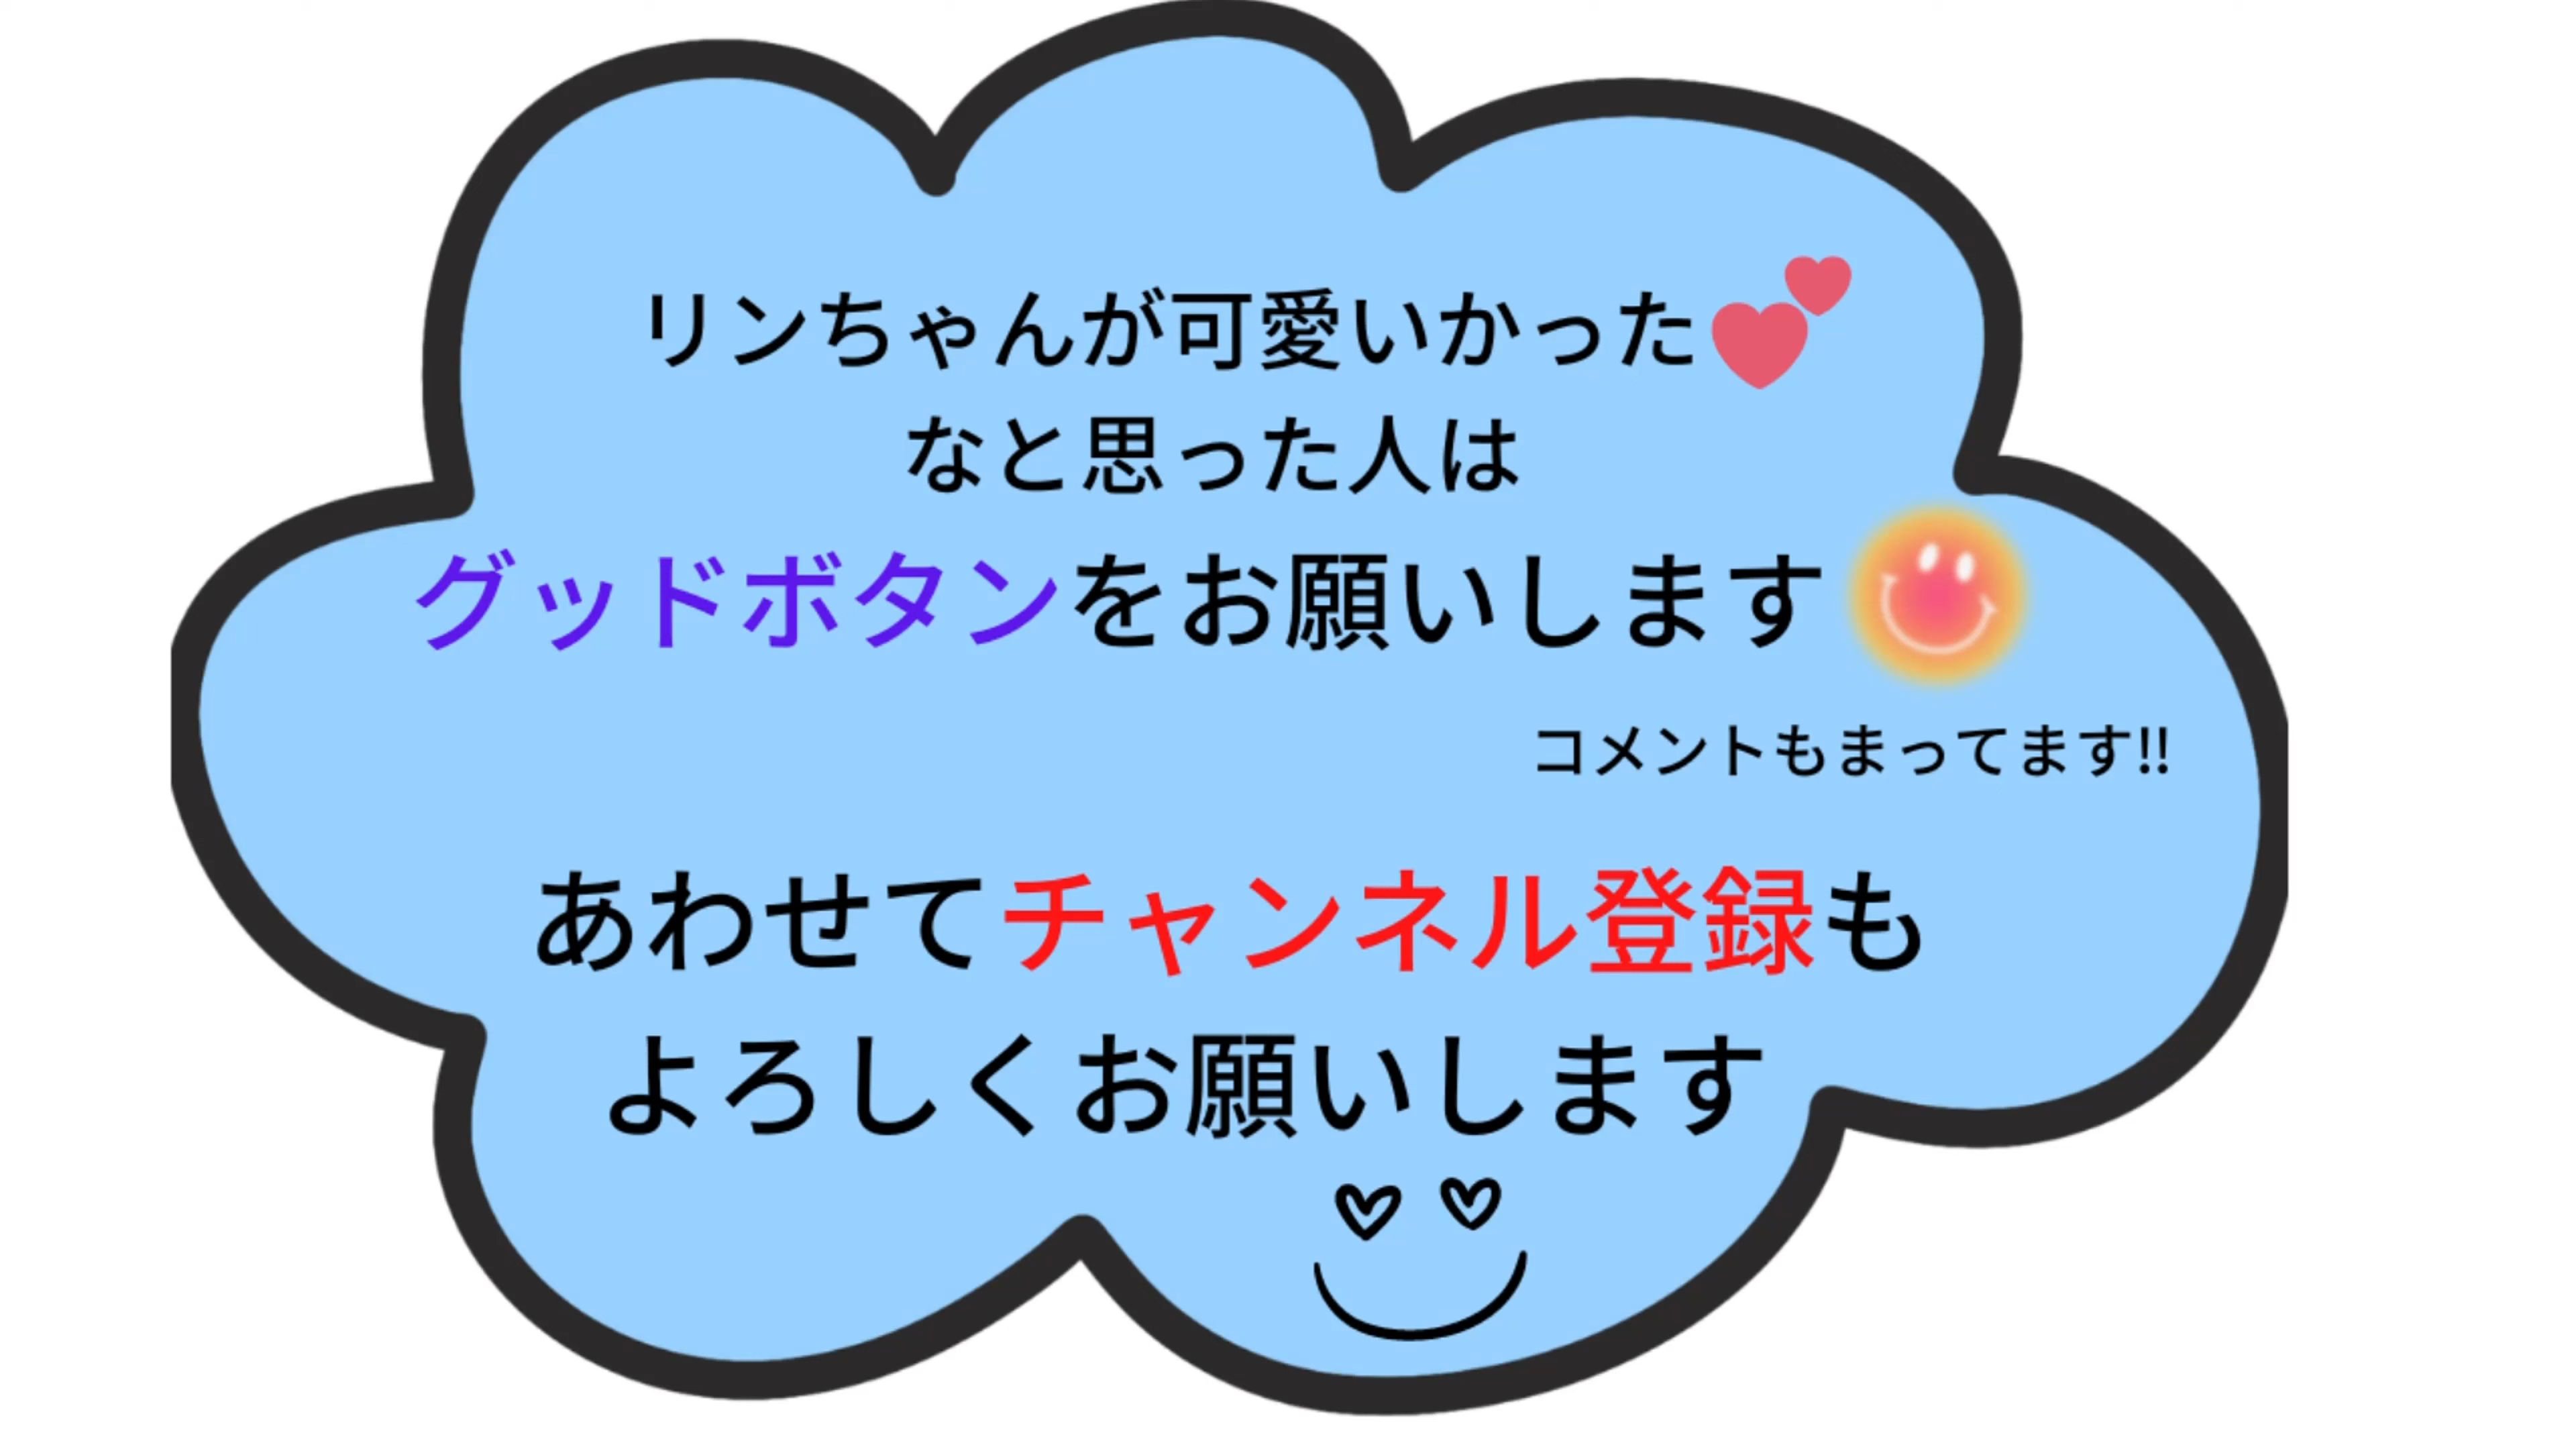 リンちゃんが可愛いかった💕
なと思った人は
グッドボタンをお願いします
コメントもまってます!!
あわせてチャンネル登録も
よろしくお願いします